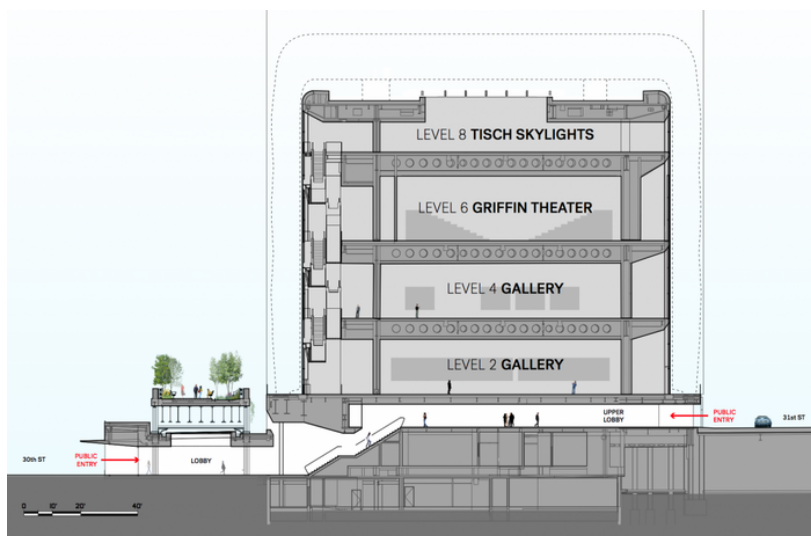 LEVEL 8 TISCH SKYLIGHTS
LEVEL 6 GRIFFIN THEATER
LEVEL 4 GALLERY
LEVEL 2 GALLERY
UPPER
LOBBY
PUBLIC
ENTRY
31st ST
30th ST
PUBLIC
ENTRY
LOBBY
0 10' 20' 40'